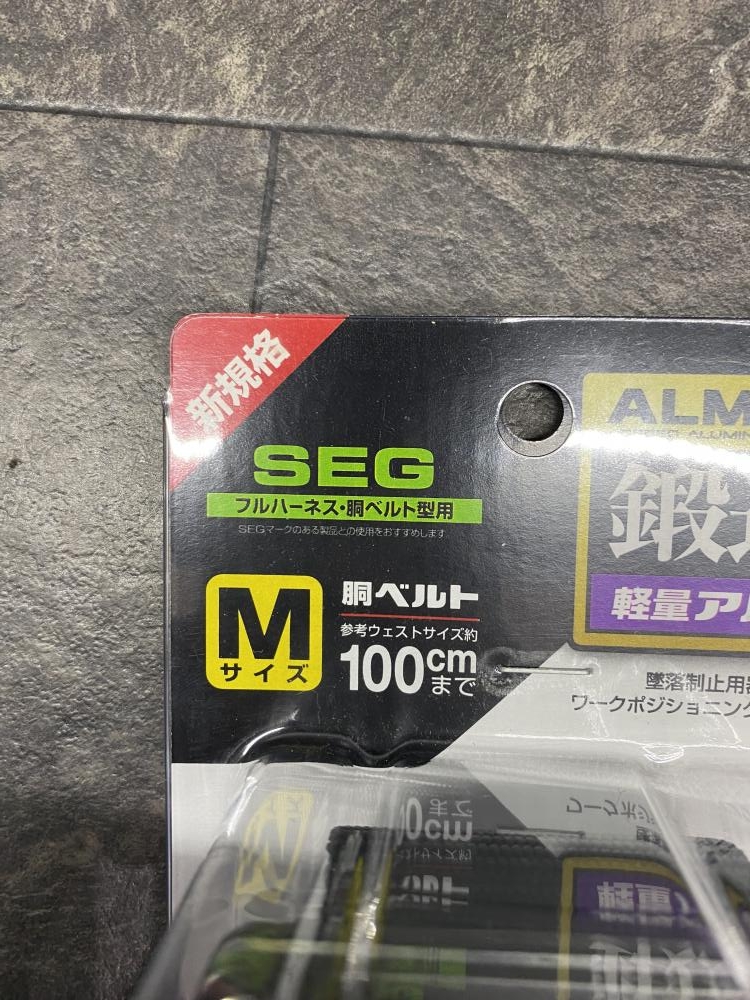 新規格
SEG
フルハーネス・胴ベルト型用
SEGマークのある製品との使用をおすすめします
M
サイズ
胴ベルト
参考ウェストサイズ約
100cm
まで
ALM
ALUMIN
鍛
軽量アル
墜落制止用器
ワークポジショニング